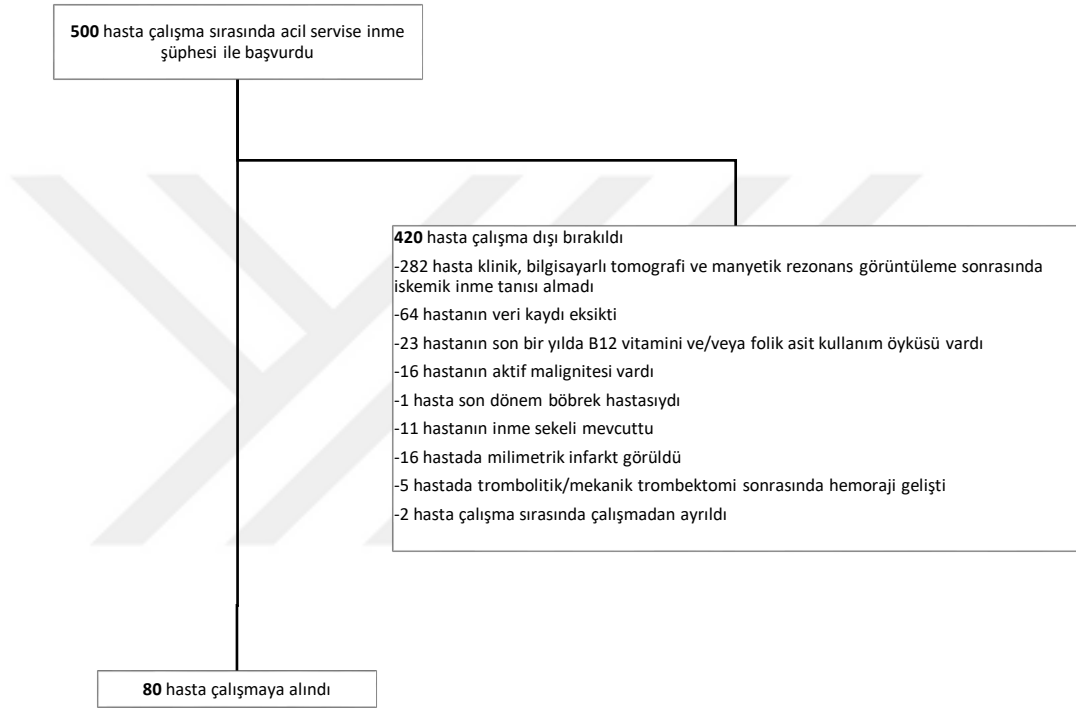 500 hasta çalışma sırasında acil servise inme
şüphesi ile başvurdu
420 hasta çalışma dışı bırakıldı
-282 hasta klinik, bilgisayarlı tomografi ve manyetik rezonans görüntüleme sonrasında
iskemik inme tanısı almadı
-64 hastanın veri kaydı eksikti
-23 hastanın son bir yılda B12 vitamini ve/veya folik asit kullanım öyküsü vardı
-16 hastanın aktif malignitesi vardı
-1 hasta son dönem böbrek hastasıydı
-11 hastanın inme sekeli mevcuttu
-16 hastada milimetrik infarkt görüldü
-5 hastada trombolitik/mekanik trombektomi sonrasında hemoraji gelişti
-2 hasta çalışma sırasında çalışmadan ayrıldı
80 hasta çalışmaya alındı